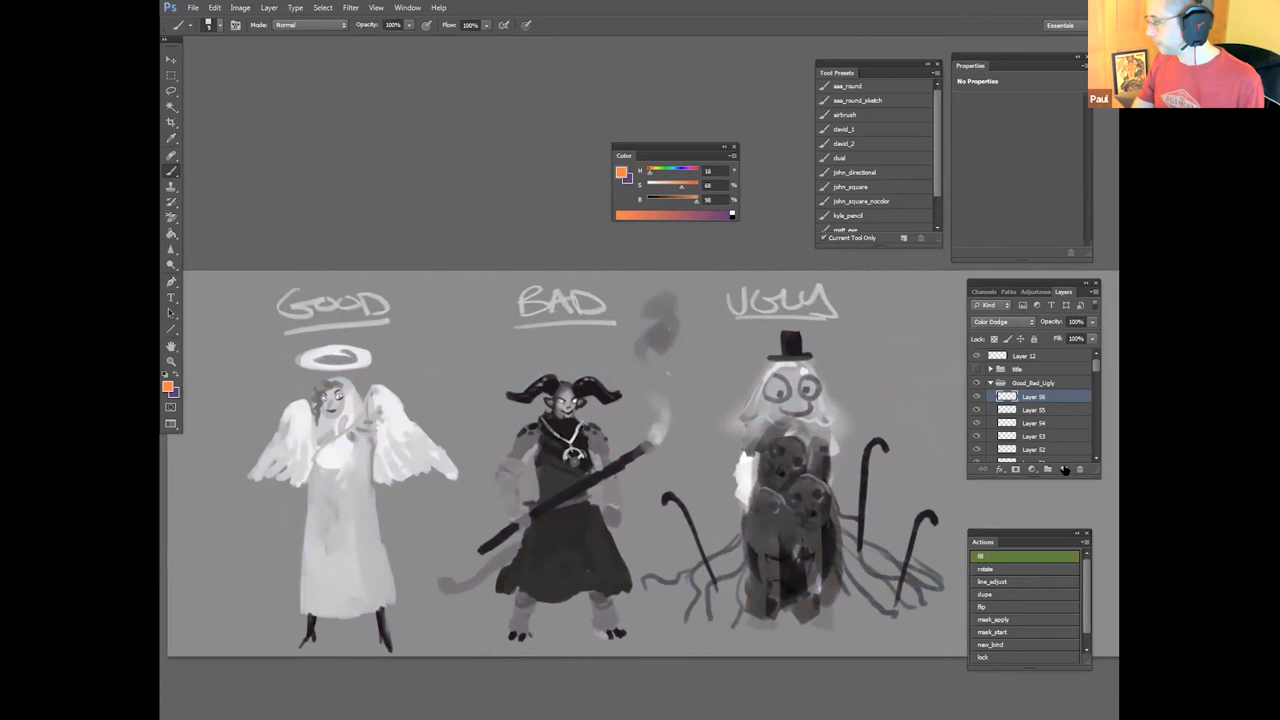 Ps File Edit Image Layer Type Select Filter View Window Help
Mode: Normal Opacity: 100% Flow: 100% Essentials
Paul
Tool Presets
aaa_round
aaa_round_sketch
airbrush
david_1
david_2
dual
john_directional
john_square
john_square_nocolor
kyle_pencil
Current Tool Only
Properties
No Properties
Color
H 18 °
S 68 %
B 98 %
GOOD BAD UGLY
Channels Paths Adjustmen Layers
Kind
Color Dodge Opacity: 100%
Lock: Fill: 100%
Layer 12
title
Good_Bad_Ugly
Layer 56
Layer 55
Layer 54
Layer 53
Layer 52
Actions
fill
rotate
line_adjust
dupe
flip
mask_apply
mask_start
new_bind
lock